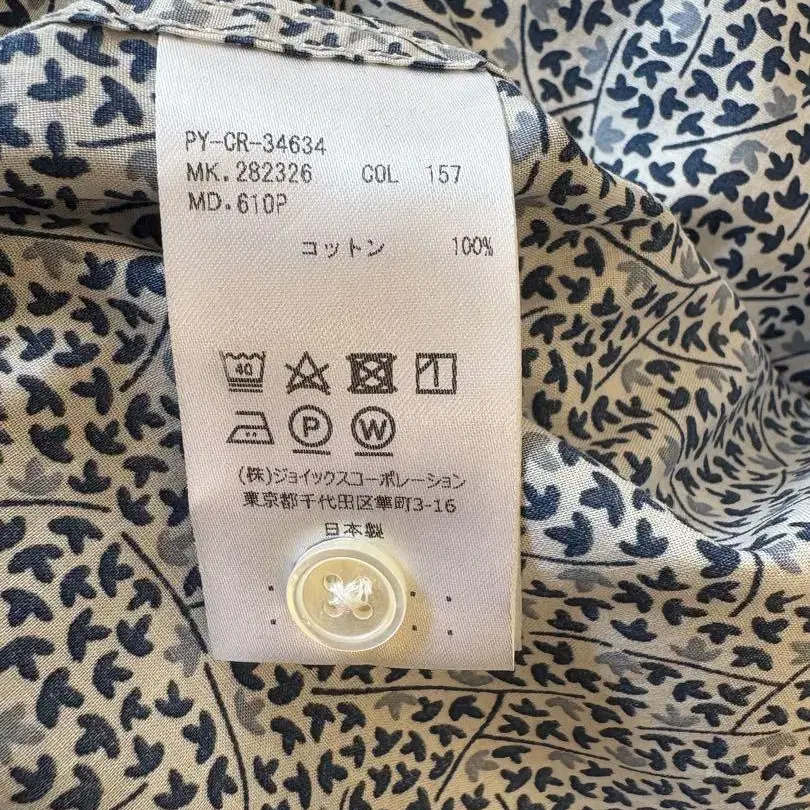 PY-CR-34634
MK.282326 COL 157
MD.610P
コットン 100%
40
P W
(株)ジョイックスコーポレーション
東京都千代田区隼町3-16
日本製